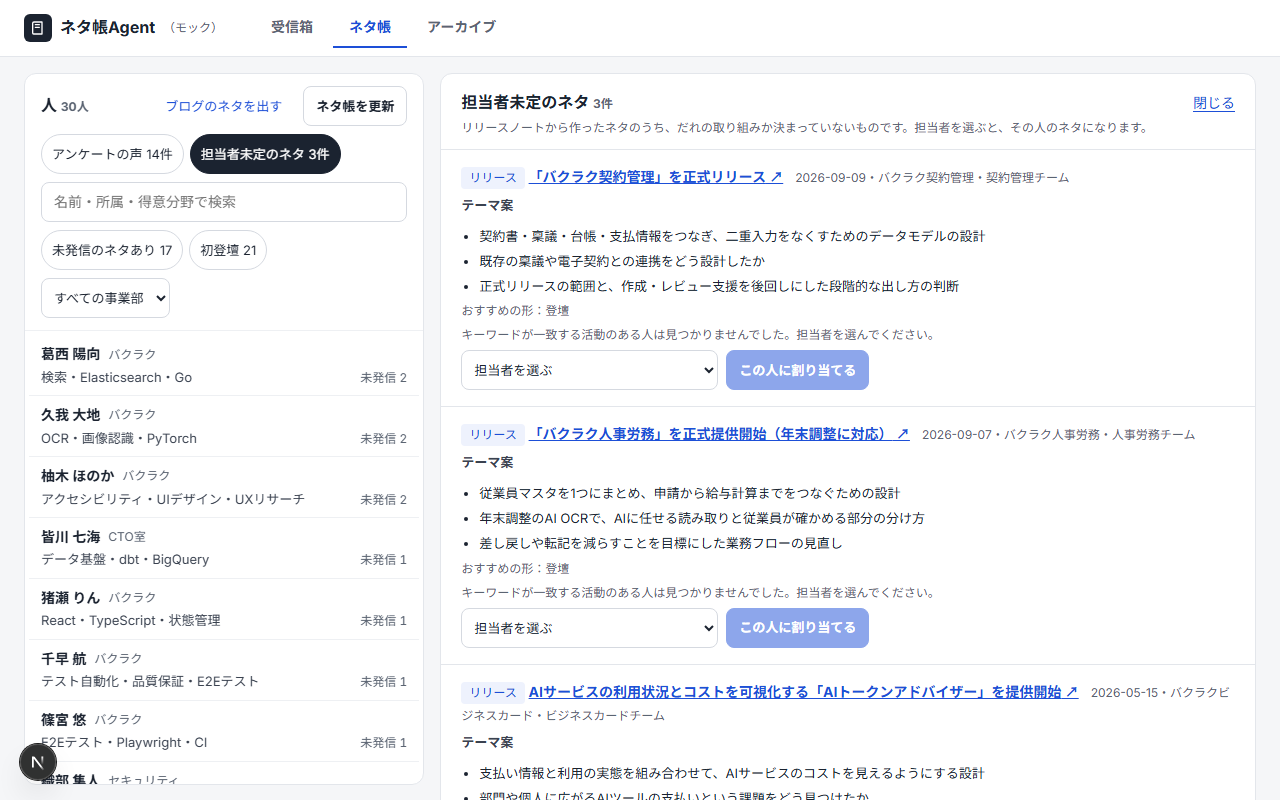 ネタ帳Agent （モック） 受信箱 ネタ帳 アーカイブ
人 30人 ブログのネタを出す ネタ帳を更新
アンケートの声 14件 担当者未定のネタ 3件
名前・所属・得意分野で検索
未発信のネタあり 17 初登壇 21
すべての事業部
葛西 陽向 バクラク
検索・Elasticsearch・Go 未発信 2
久我 大地 バクラク
OCR・画像認識・PyTorch 未発信 2
柚木 ほのか バクラク
アクセシビリティ・UIデザイン・UXリサーチ 未発信 2
皆川 七海 CTO室
データ基盤・dbt・BigQuery 未発信 1
猪瀬 りん バクラク
React・TypeScript・状態管理 未発信 1
千早 航 バクラク
テスト自動化・品質保証・E2Eテスト 未発信 1
篠宮 悠 バクラク
E2Eテスト・Playwright・CI 未発信 1
織部 隼人 セキュリティ
N
担当者未定のネタ 3件 閉じる
リリースノートから作ったネタのうち、だれの取り組みか決まっていないものです。担当者を選ぶと、その人のネタになります。
リリース 「バクラク契約管理」を正式リリース ↗ 2026-09-09・バクラク契約管理・契約管理チーム
テーマ案
• 契約書・稟議・台帳・支払情報をつなぎ、二重入力をなくすためのデータモデルの設計
• 既存の稟議や電子契約との連携をどう設計したか
• 正式リリースの範囲と、作成・レビュー支援を後回しにした段階的な出し方の判断
おすすめの形：登壇
キーワードが一致する活動のある人は見つかりませんでした。担当者を選んでください。
担当者を選ぶ この人に割り当てる
リリース 「バクラク人事労務」を正式提供開始（年末調整に対応） ↗ 2026-09-07・バクラク人事労務・人事労務チーム
テーマ案
• 従業員マスタを1つにまとめ、申請から給与計算までをつなぐための設計
• 年末調整のAI OCRで、AIに任せる読み取りと従業員が確かめる部分の分け方
• 差し戻しや転記を減らすことを目標にした業務フローの見直し
おすすめの形：登壇
キーワードが一致する活動のある人は見つかりませんでした。担当者を選んでください。
担当者を選ぶ この人に割り当てる
リリース AIサービスの利用状況とコストを可視化する「AIトークンアドバイザー」を提供開始 ↗ 2026-05-15・バクラクビ
ジネスカード・ビジネスカードチーム
テーマ案
• 支払い情報と利用の実態を組み合わせて、AIサービスのコストを見えるようにする設計
• 部門や個人に広がるAIツールの支払いという課題をどう見つけたか